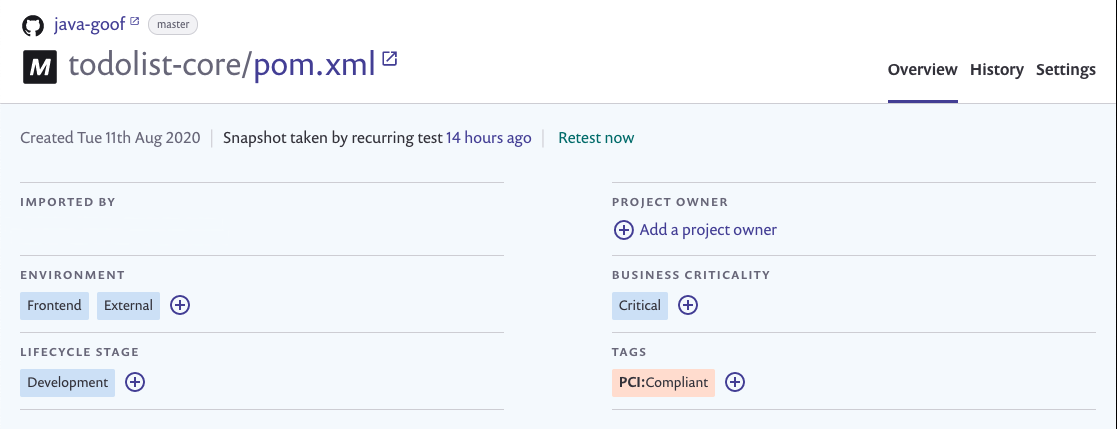 java-goof master
M todolist-core/pom.xml
Overview History Settings
Created Tue 11th Aug 2020 | Snapshot taken by recurring test 14 hours ago | Retest now
IMPORTED BY
PROJECT OWNER
Add a project owner
ENVIRONMENT
Frontend External
BUSINESS CRITICALITY
Critical
LIFECYCLE STAGE
Development
TAGS
PCI:Compliant